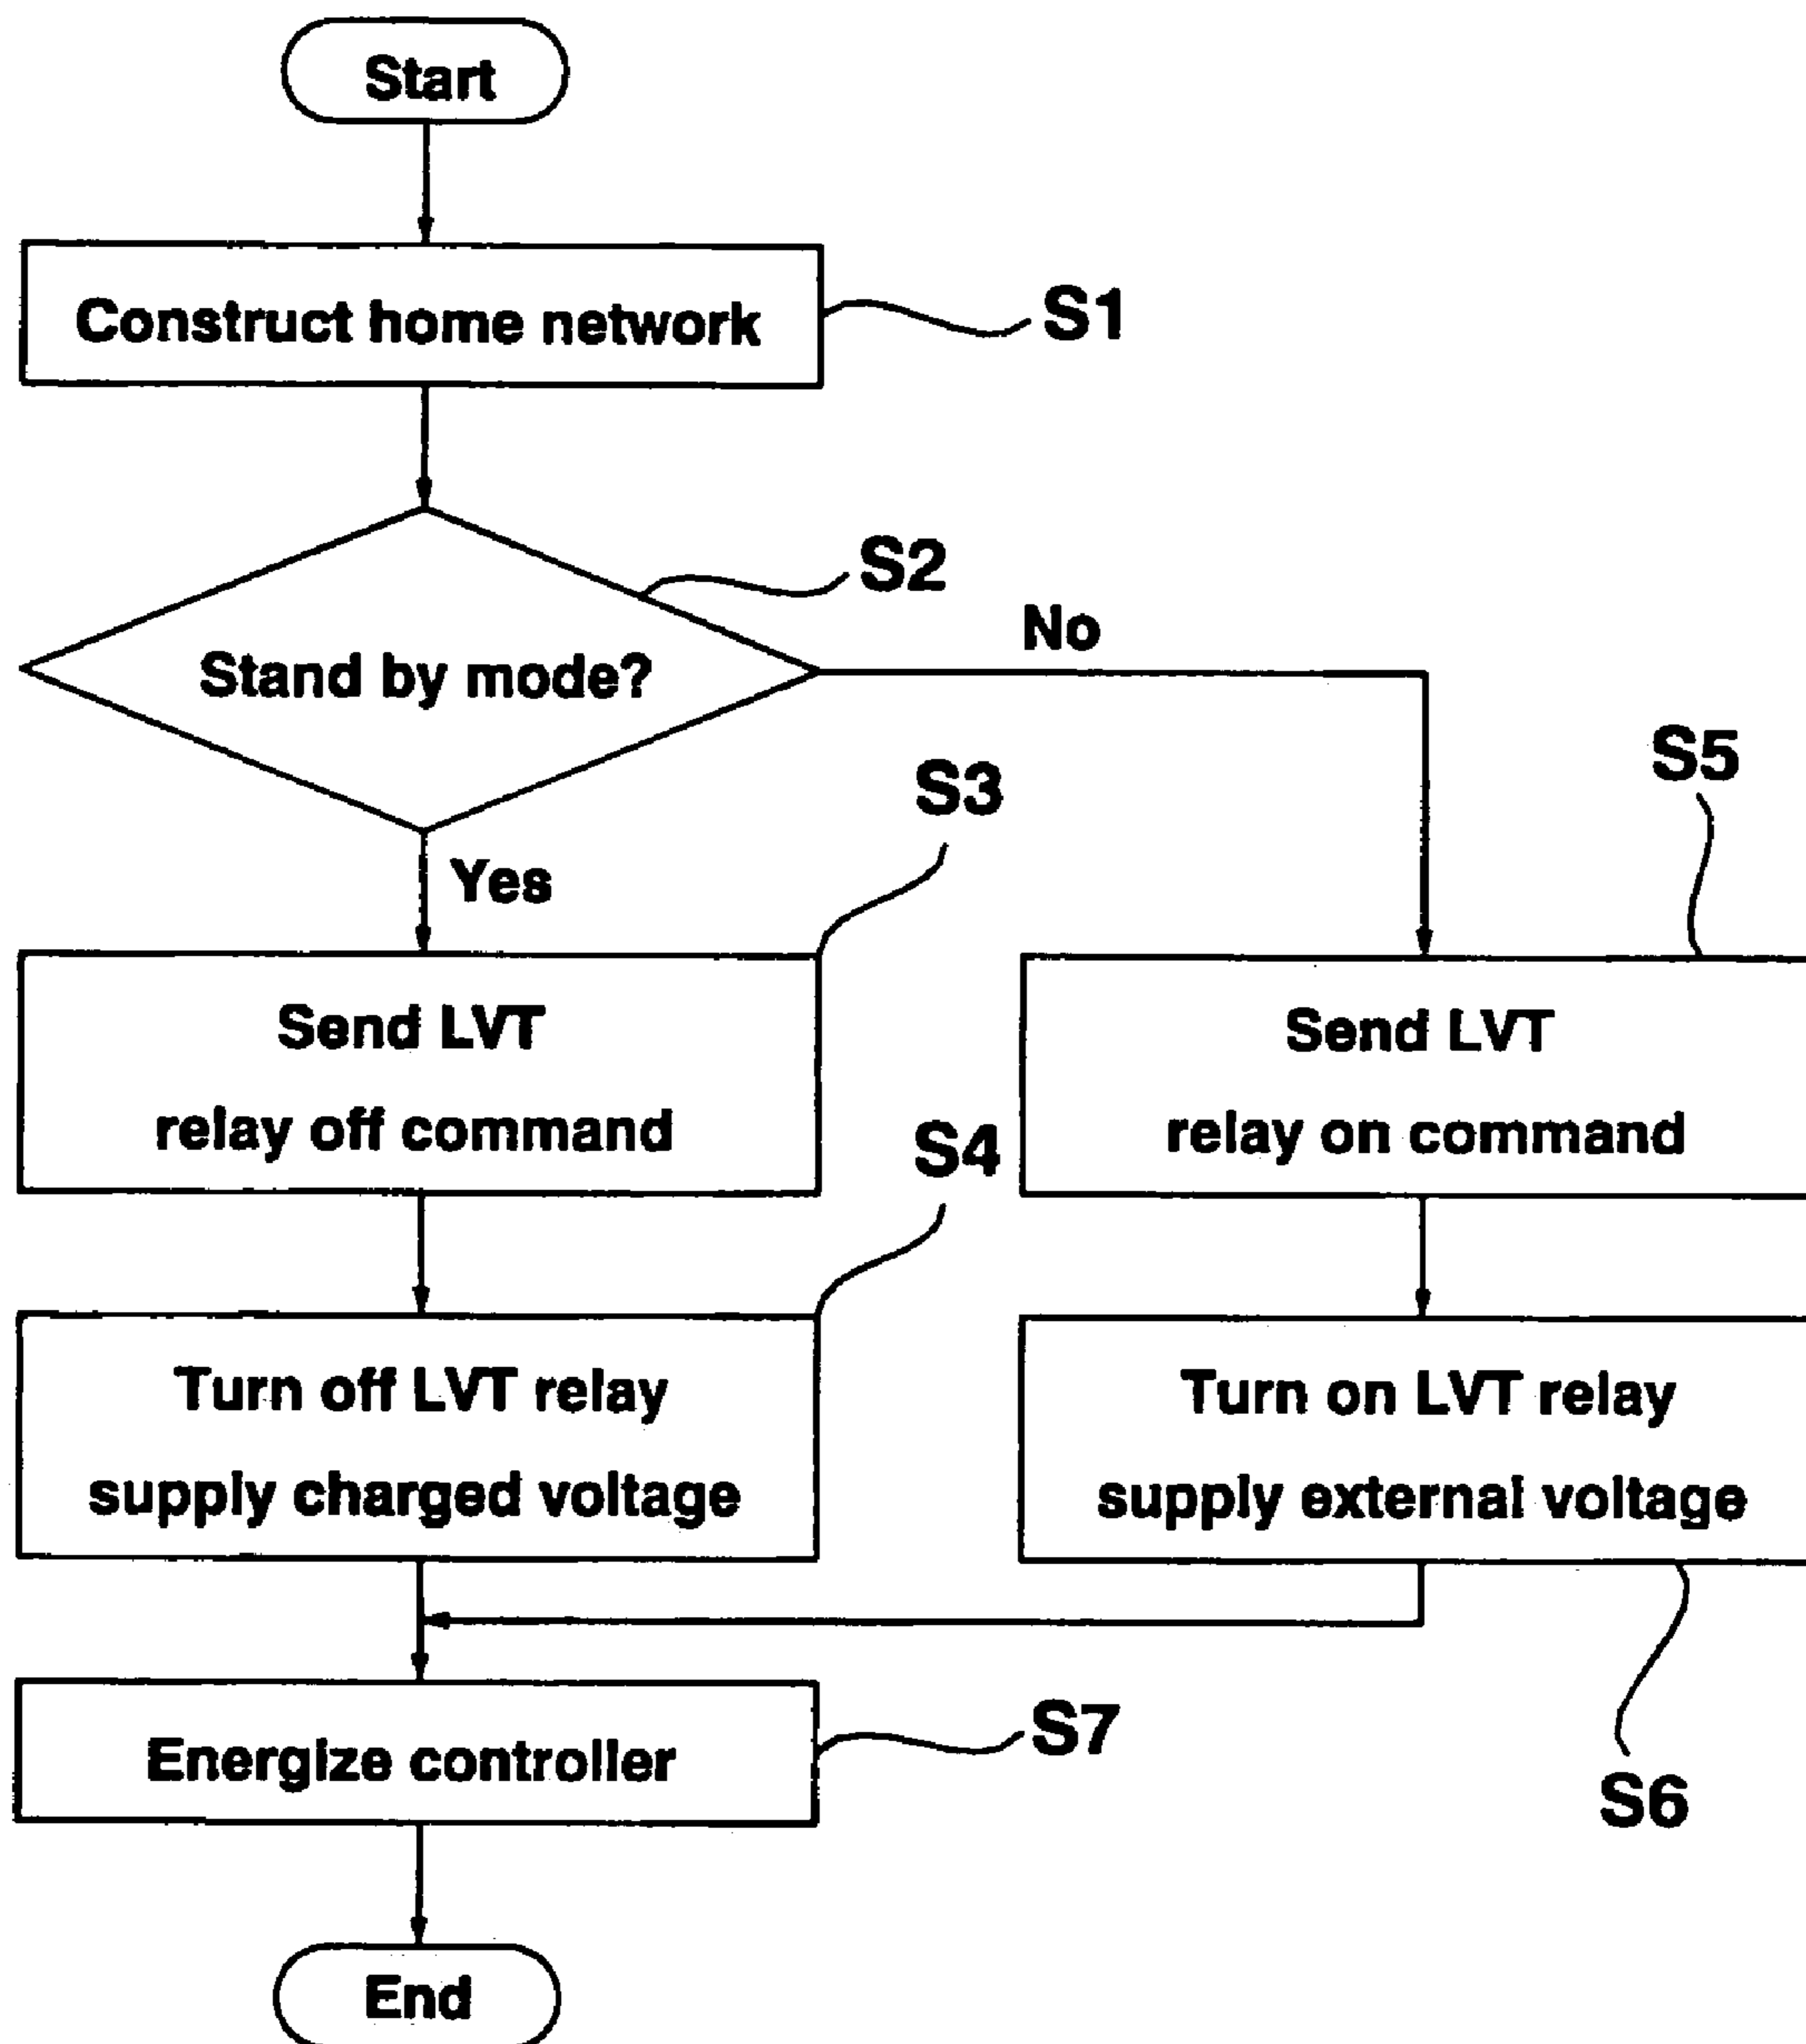 Start
Construct home network
S1
S2
Stand by mode?
No
Yes
S3
S5
Send LVT
relay off command
Send LVT
relay on command
S4
Turn off LVT relay
supply charged voltage
Turn on LVT relay
supply external voltage
Energize controller
S7
S6
End